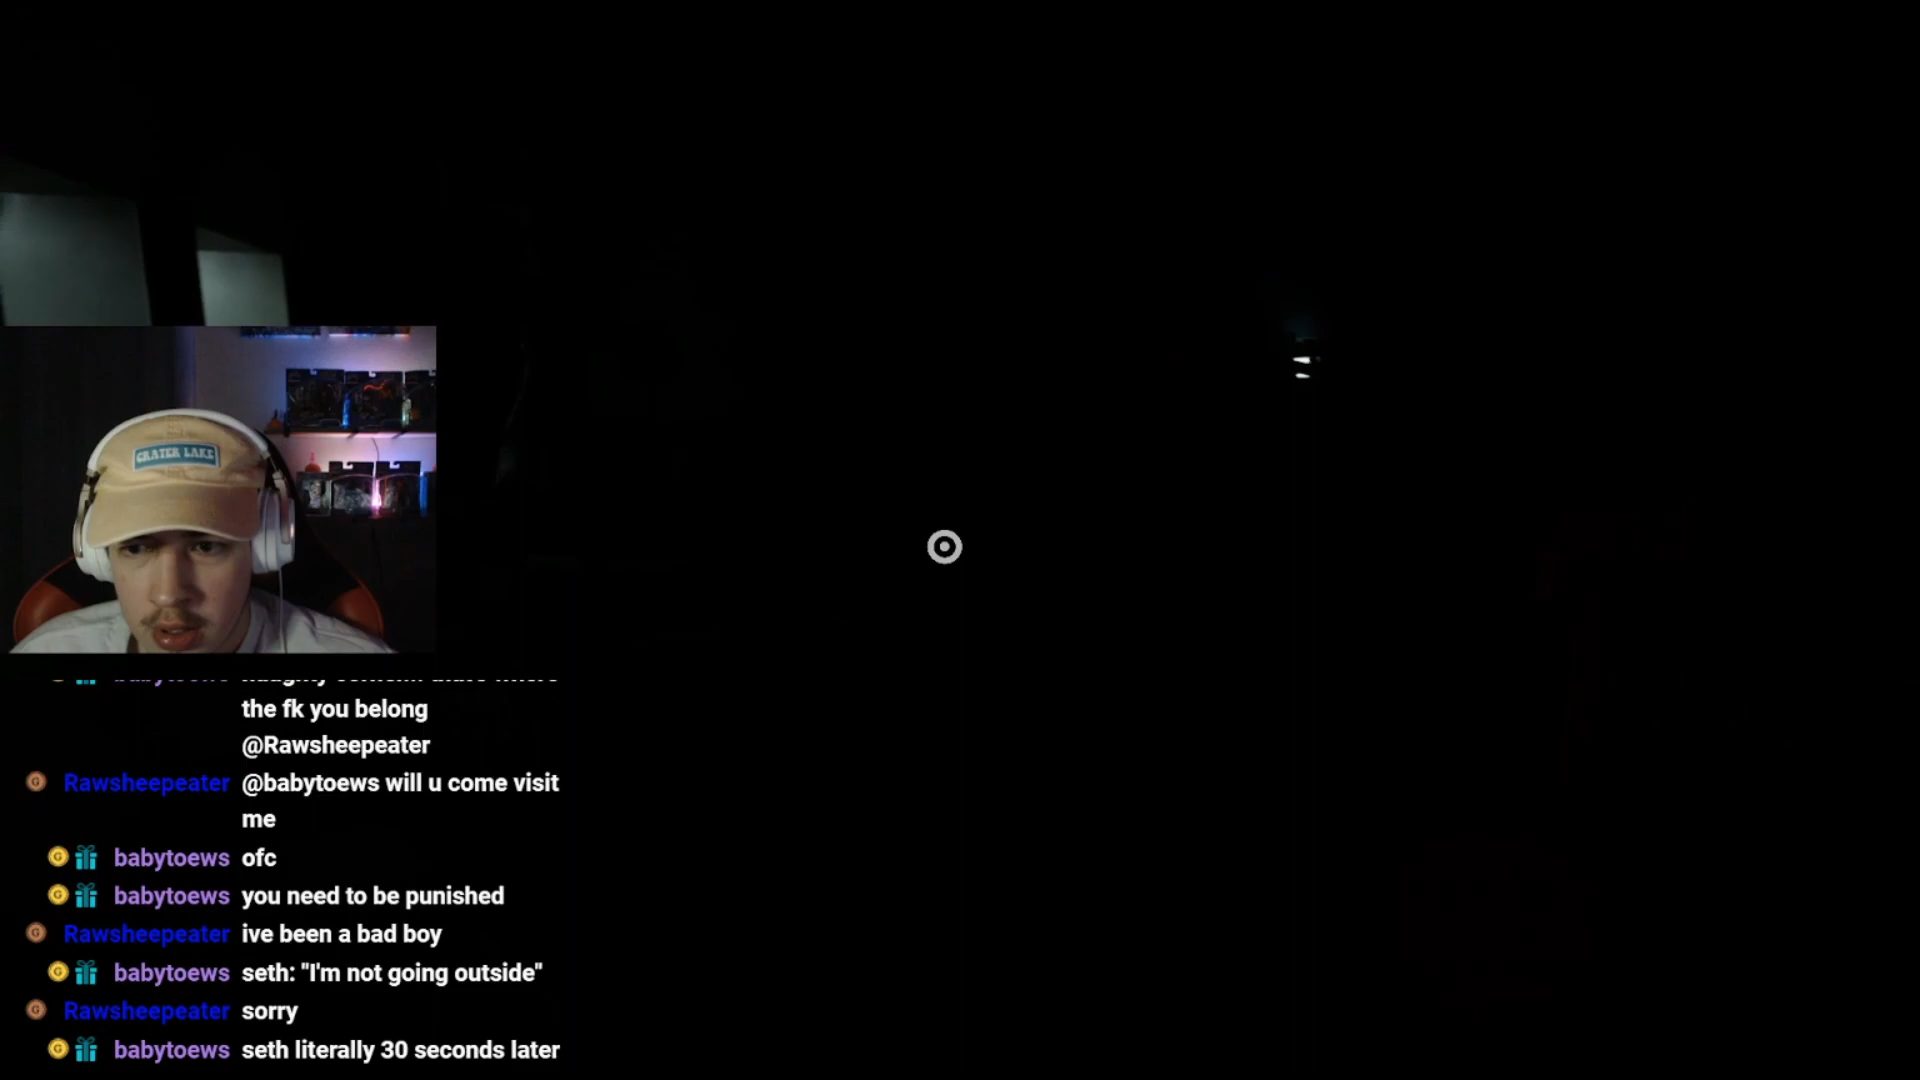 CRATER LAKE
the fk you belong
@Rawsheepeater
Rawsheepeater @babytoews will u come visit
me
babytoews ofc
babytoews you need to be punished
Rawsheepeater ive been a bad boy
babytoews seth: "I'm not going outside"
Rawsheepeater sorry
babytoews seth literally 30 seconds later